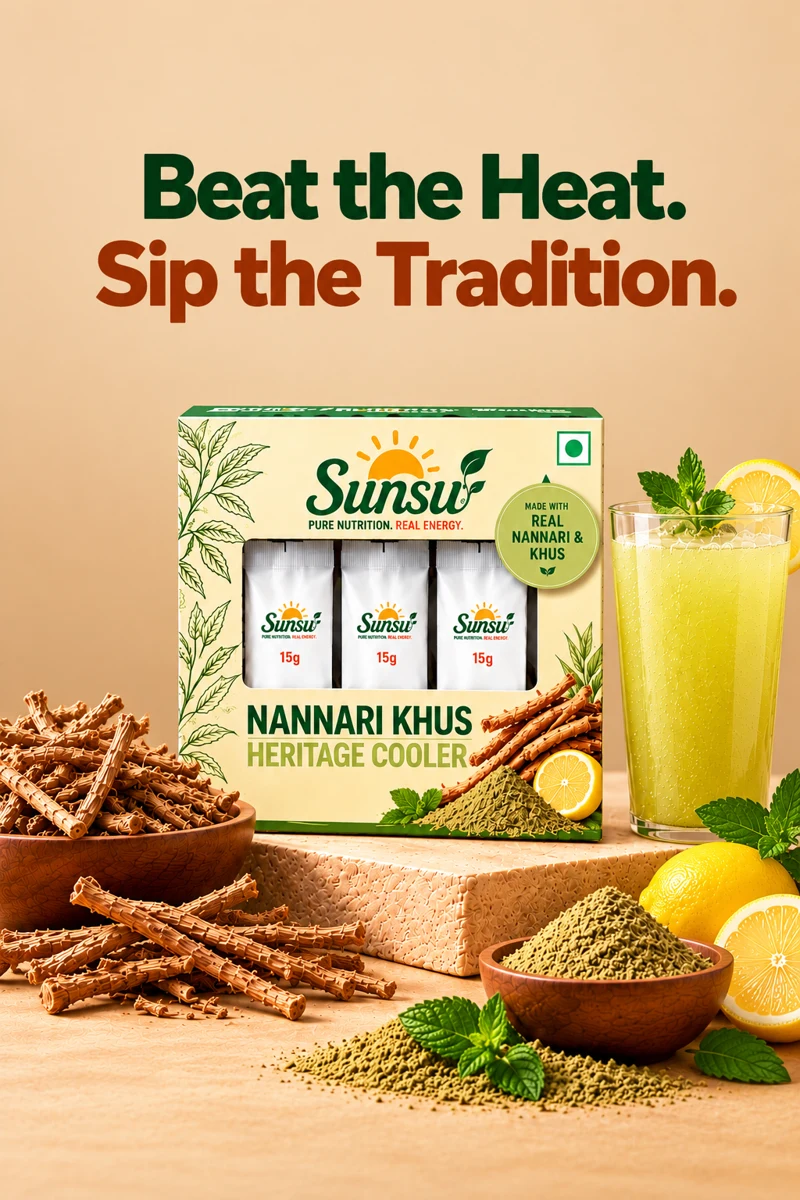 Beat the Heat.
Sip the Tradition.
Sunsu
PURE NUTRITION. REAL ENERGY.
MADE WITH
REAL
NANNARI &
KHUS
Sunsu
PURE NUTRITION. REAL ENERGY.
15g
Sunsu
PURE NUTRITION. REAL ENERGY.
15g
Sunsu
PURE NUTRITION. REAL ENERGY.
15g
NANNARI KHUS
HERITAGE COOLER